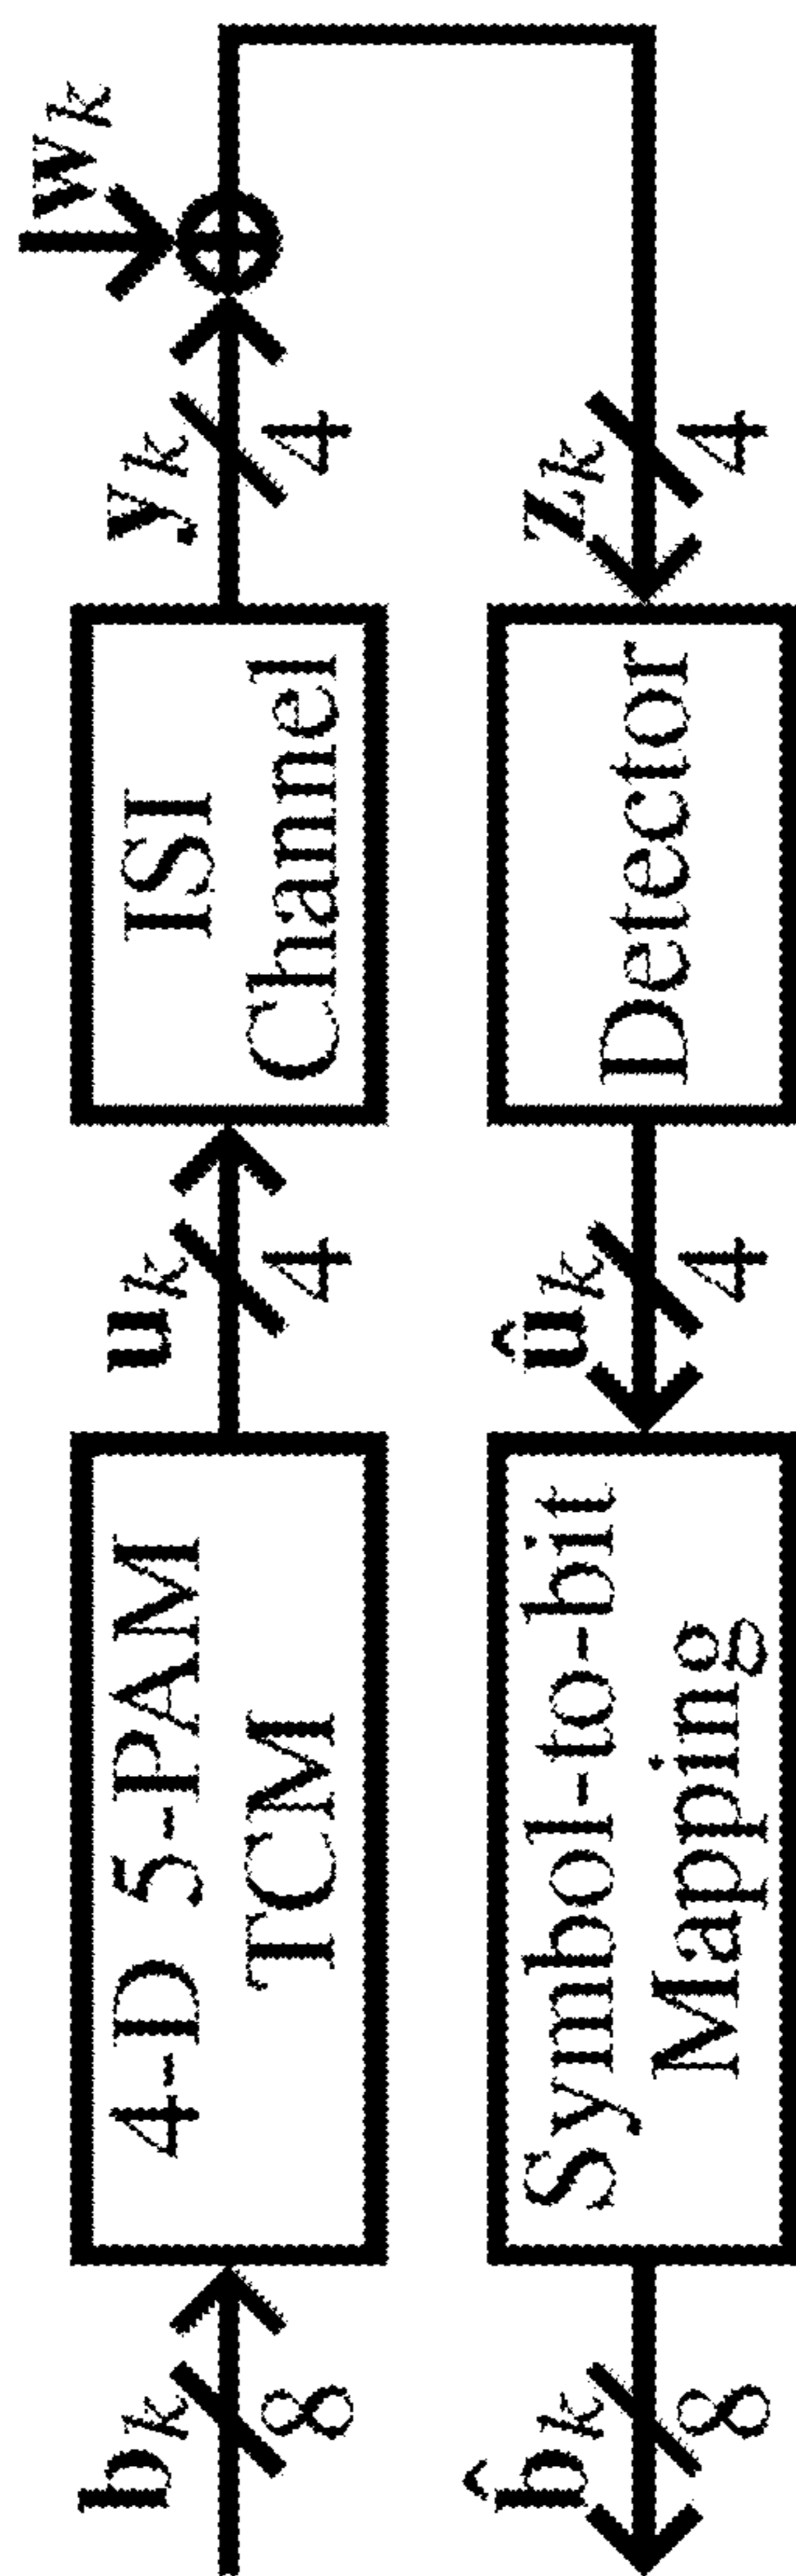 b_k
8
4-D 5-PAM
TCM
u_k
4
ISI
Channel
y_k
4
w_k
z_k
4
Detector
û_k
4
Symbol-to-bit
Mapping
b̂_k
8